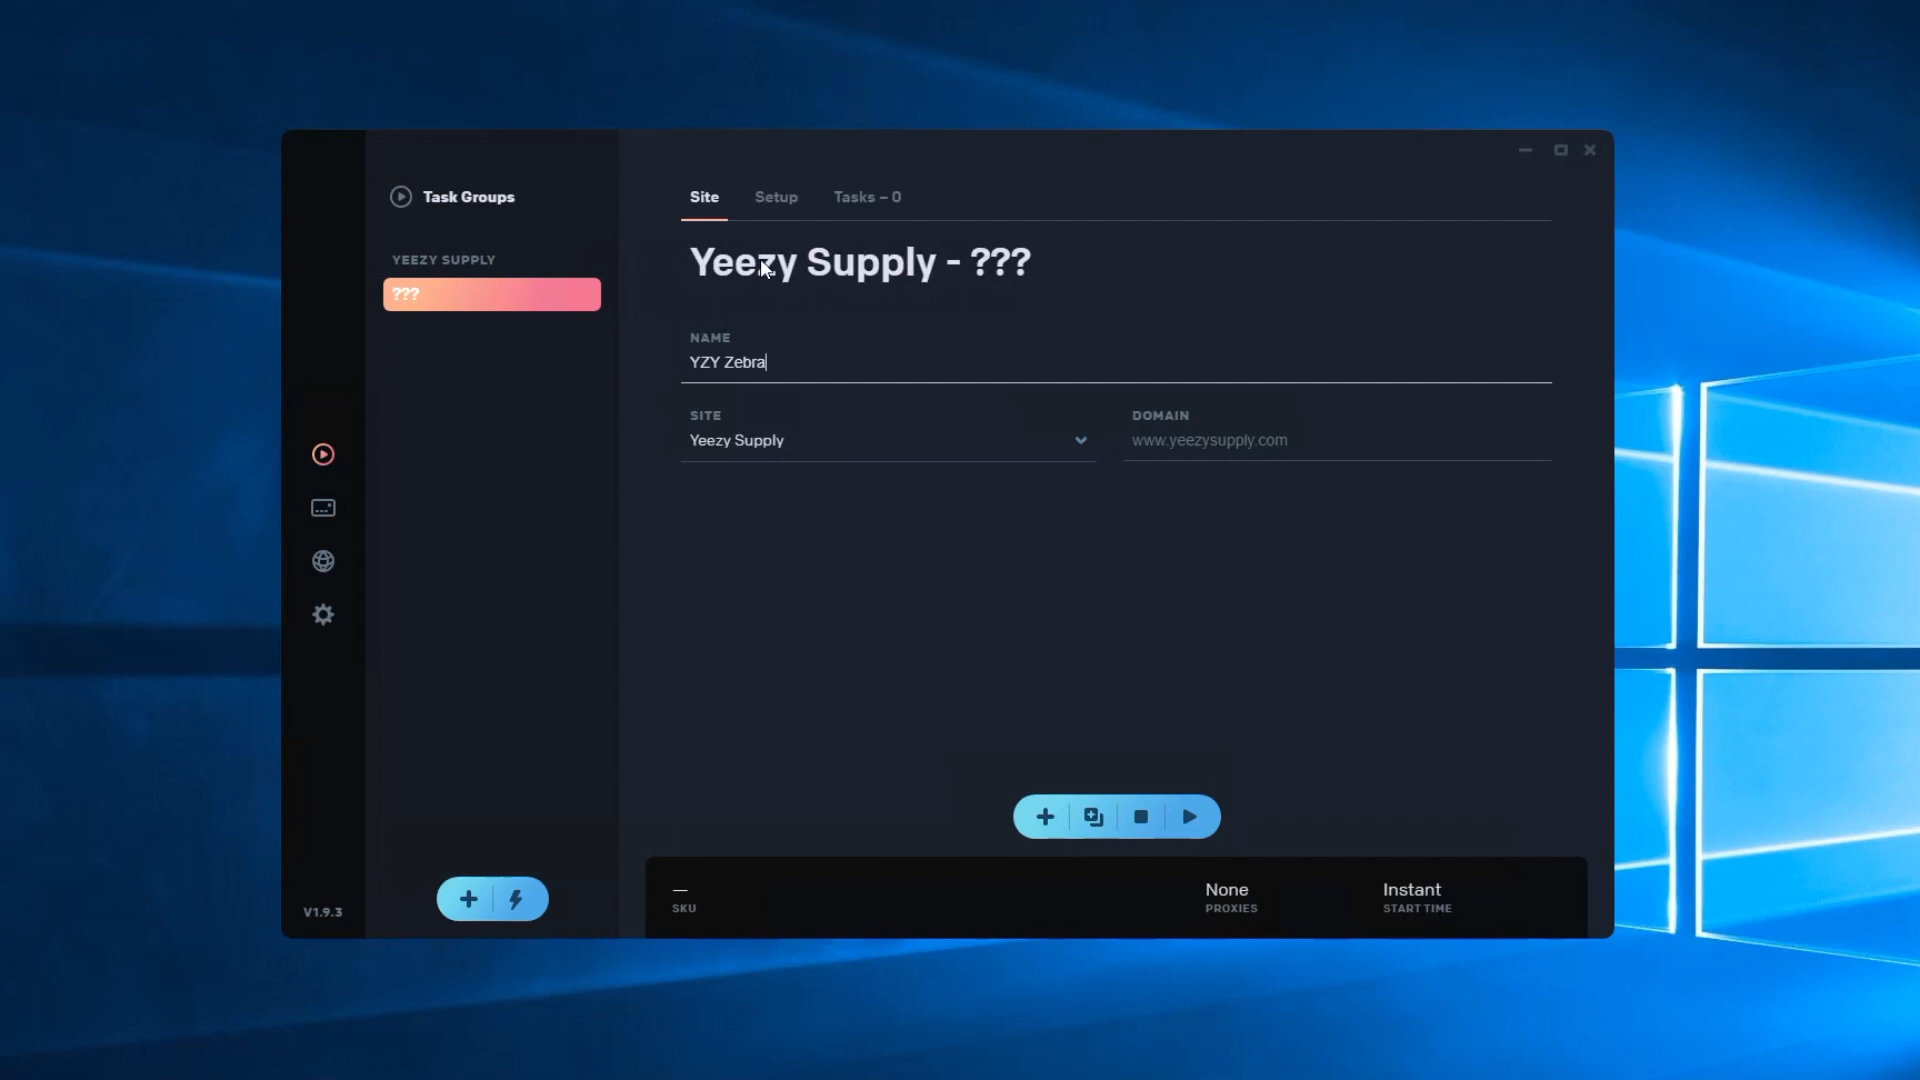 Task Groups
YEEZY SUPPLY
???
V1.9.3
Site Setup Tasks – 0
Yeezy Supply - ???
NAME
YZY Zebra
SITE
Yeezy Supply
DOMAIN
www.yeezysupply.com
—
SKU
None
PROXIES
Instant
START TIME